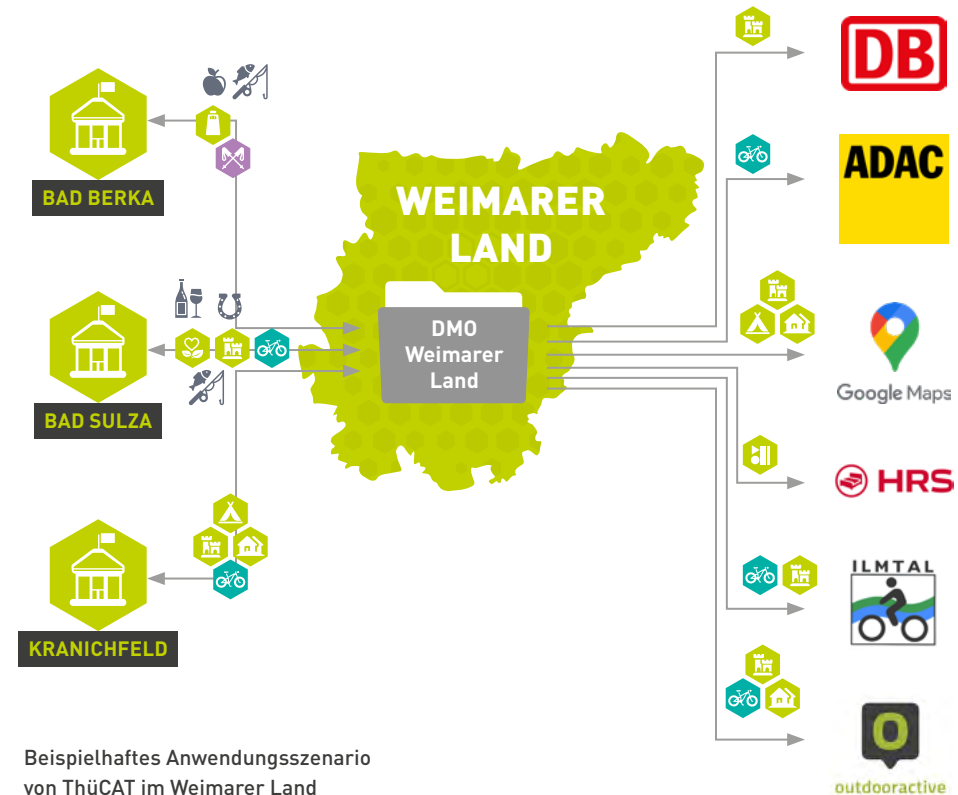 DB
BAD BERKA
ADAC
WEIMARER
LAND
DMO
Weimarer
Land
BAD SULZA
Google Maps
HRS
ILMTAL
KRANICHFELD
outdooractive
Beispielhaftes Anwendungsszenario
von ThüCAT im Weimarer Land